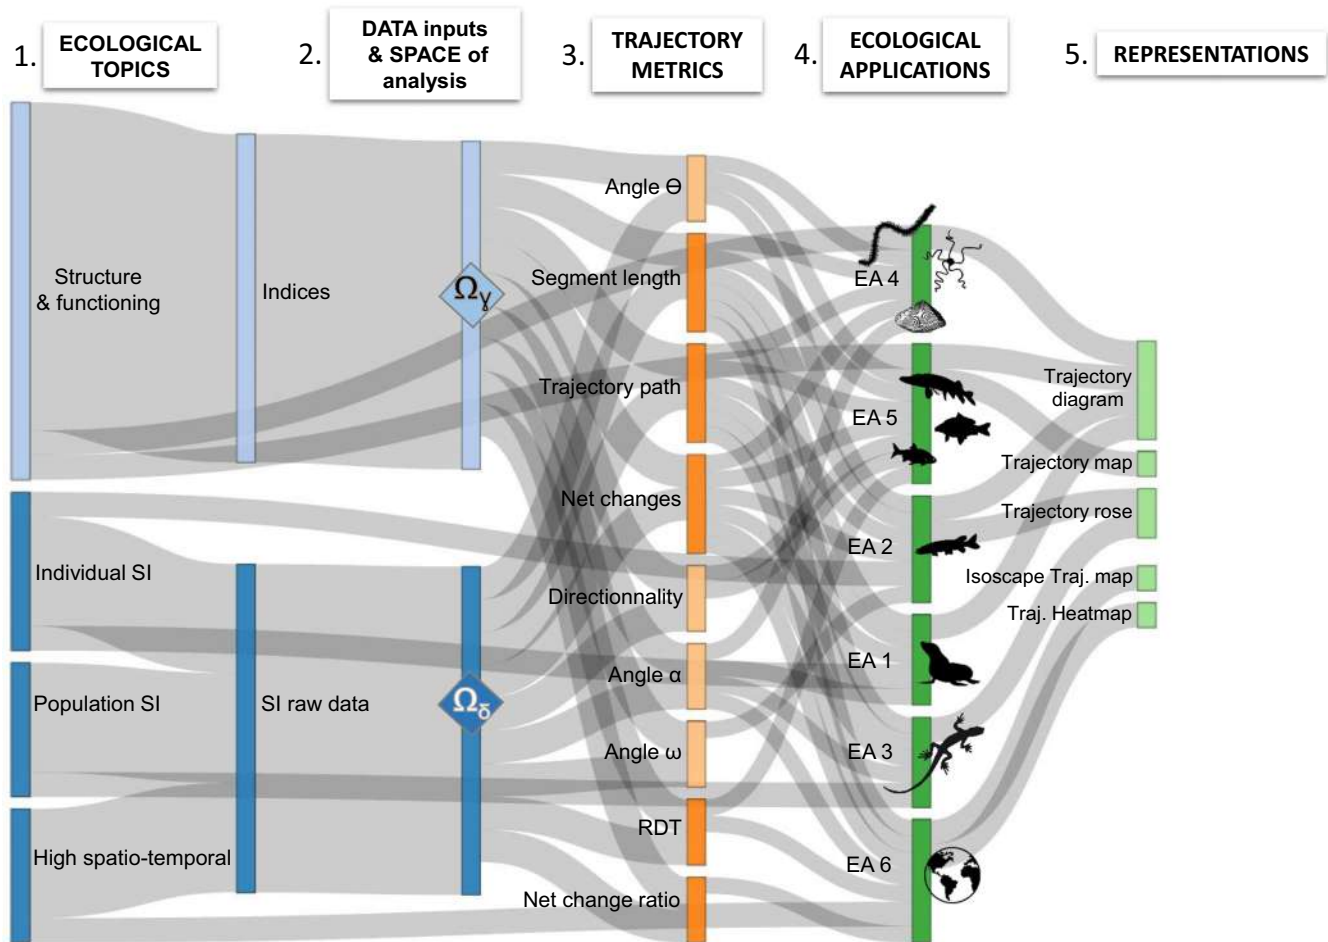 1. ECOLOGICAL
TOPICS
2. DATA inputs
& SPACE of
analysis
3. TRAJECTORY
METRICS
4. ECOLOGICAL
APPLICATIONS
5. REPRESENTATIONS
Structure
& functioning
Individual SI
Population SI
High spatio-temporal
Indices
SI raw data
Ωγ
Ωδ
Angle Ɵ
Segment length
Trajectory path
Net changes
Directionnality
Angle α
Angle ω
RDT
Net change ratio
EA 4
EA 5
EA 2
EA 1
EA 3
EA 6
Trajectory
diagram
Trajectory map
Trajectory rose
Isoscape Traj. map
Traj. Heatmap